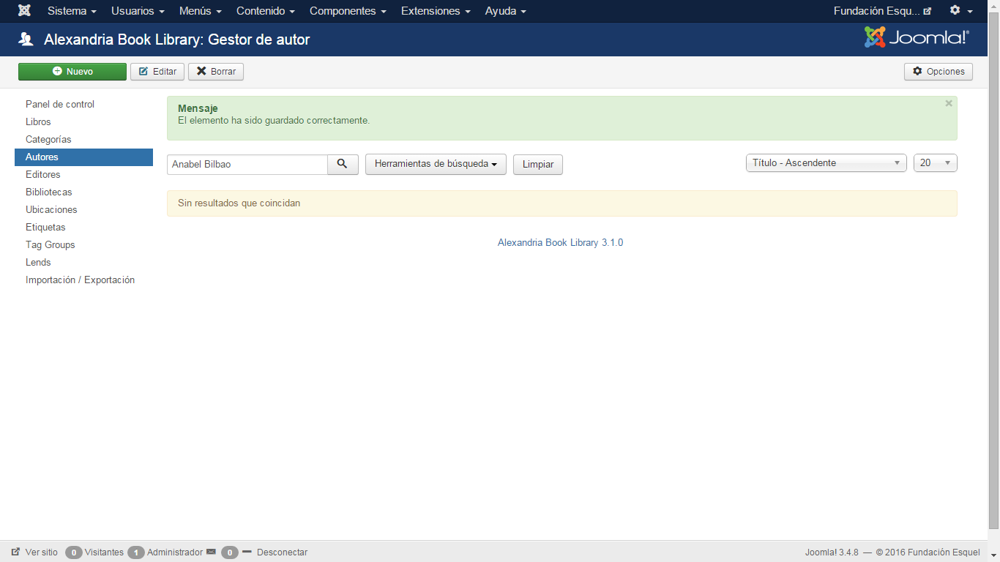 Sistema Usuarios Menús Contenido Componentes Extensiones Ayuda Fundación Esqu...
Alexandria Book Library: Gestor de autor Joomla!®
Nuevo Editar Borrar Opciones
Panel de control
Libros
Categorías
Autores
Editores
Bibliotecas
Ubicaciones
Etiquetas
Tag Groups
Lends
Importación / Exportación
Mensaje
El elemento ha sido guardado correctamente.
Anabel Bilbao Herramientas de búsqueda Limpiar Título - Ascendente 20
Sin resultados que coincidan
Alexandria Book Library 3.1.0
Ver sitio 0 Visitantes 1 Administrador 0 Desconectar Joomla! 3.4.8 — © 2016 Fundación Esquel